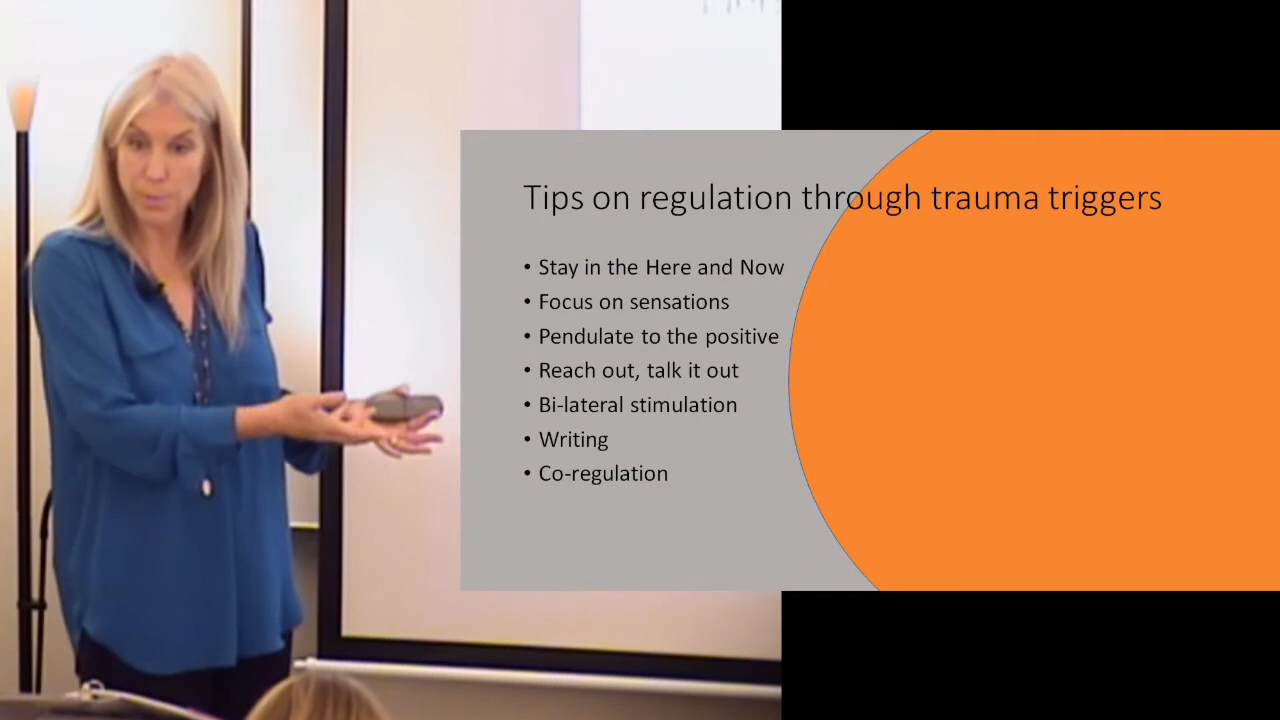 Tips on regulation through trauma triggers
• Stay in the Here and Now
• Focus on sensations
• Pendulate to the positive
• Reach out, talk it out
• Bi-lateral stimulation
• Writing
• Co-regulation